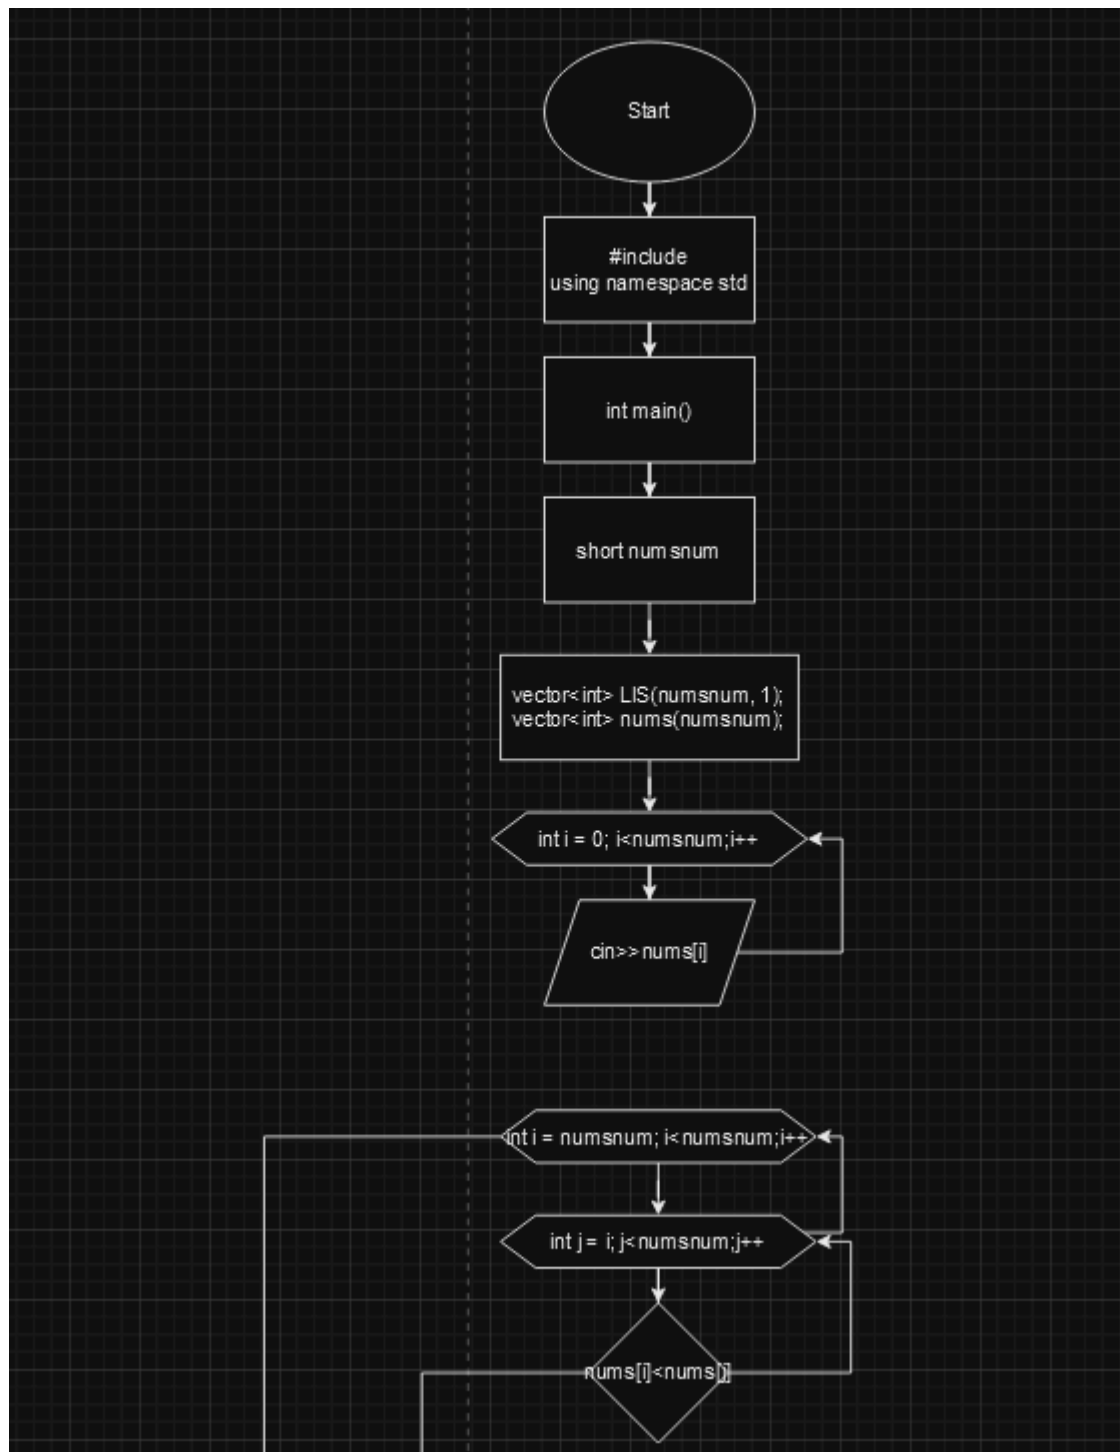 Start
#include
using namespace std
int main()
short numsnum
vector<int> LIS(numsnum, 1);
vector<int> nums(numsnum);
int i = 0; i<numsnum;i++
cin>>nums[i]
int i = numsnum; i<numsnum;i++
int j = i; j<numsnum;j++
nums[i]<nums[j]